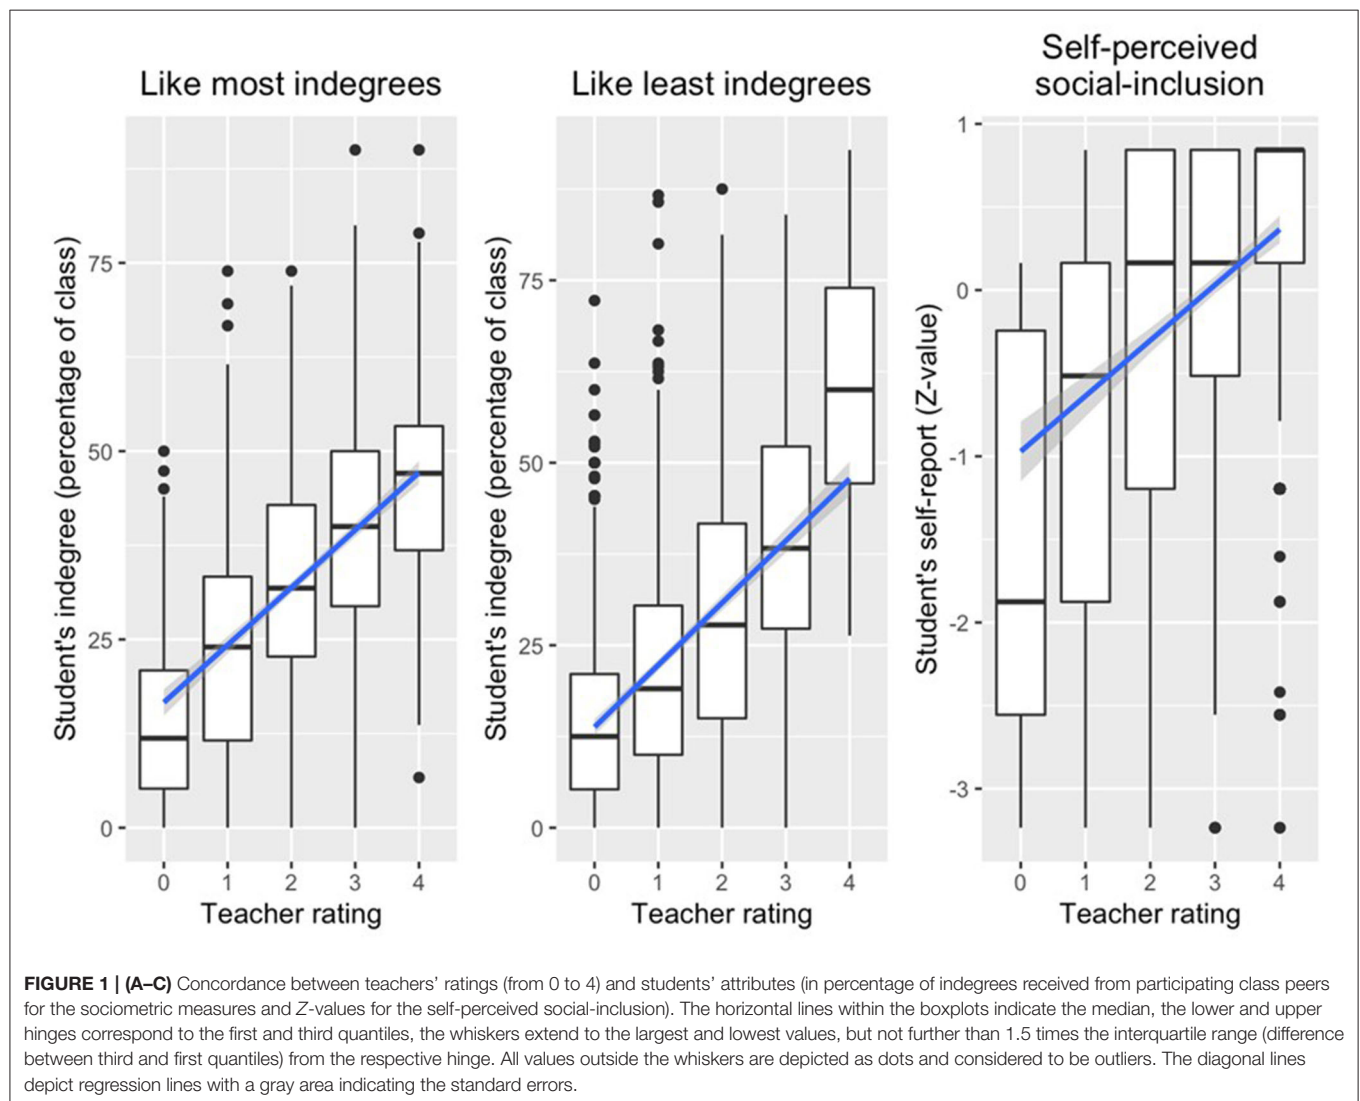 Like most indegrees
Student's indegree (percentage of class)
75
50
25
0
0 1 2 3 4
Teacher rating
Like least indegrees
Student's indegree (percentage of class)
75
50
25
0
0 1 2 3 4
Teacher rating
Self-perceived
social-inclusion
Student's self-report (Z-value)
1
0
-1
-2
-3
0 1 2 3 4
Teacher rating
FIGURE 1 | (A–C) Concordance between teachers' ratings (from 0 to 4) and students' attributes (in percentage of indegrees received from participating class peers
for the sociometric measures and Z-values for the self-perceived social-inclusion). The horizontal lines within the boxplots indicate the median, the lower and upper
hinges correspond to the first and third quantiles, the whiskers extend to the largest and lowest values, but not further than 1.5 times the interquartile range (difference
between third and first quantiles) from the respective hinge. All values outside the whiskers are depicted as dots and considered to be outliers. The diagonal lines
depict regression lines with a gray area indicating the standard errors.